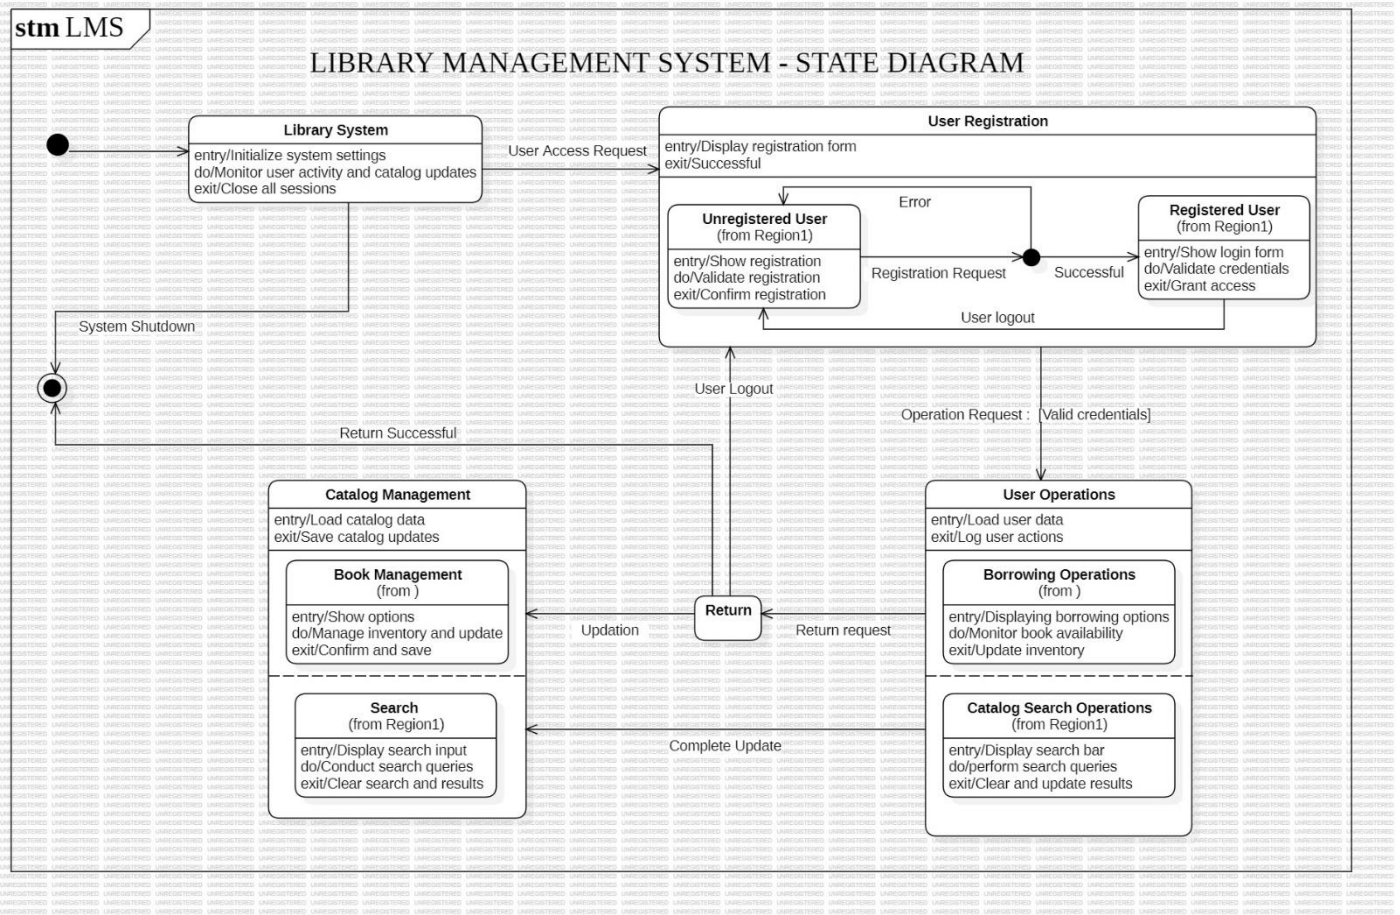 stm LMS
LIBRARY MANAGEMENT SYSTEM - STATE DIAGRAM
Library System
entry/Initialize system settings
do/Monitor user activity and catalog updates
exit/Close all sessions
User Access Request
User Registration
entry/Display registration form
exit/Successful
Unregistered User
(from Region1)
entry/Show registration
do/Validate registration
exit/Confirm registration
Error
Registration Request
Successful
Registered User
(from Region1)
entry/Show login form
do/Validate credentials
exit/Grant access
User logout
System Shutdown
User Logout
Operation Request : [Valid credentials]
Return Successful
Catalog Management
entry/Load catalog data
exit/Save catalog updates
Book Management
(from )
entry/Show options
do/Manage inventory and update
exit/Confirm and save
Search
(from Region1)
entry/Display search input
do/Conduct search queries
exit/Clear search and results
Updation
Return
Return request
Complete Update
User Operations
entry/Load user data
exit/Log user actions
Borrowing Operations
(from )
entry/Displaying borrowing options
do/Monitor book availability
exit/Update inventory
Catalog Search Operations
(from Region1)
entry/Display search bar
do/perform search queries
exit/Clear and update results
UNREGISTERED